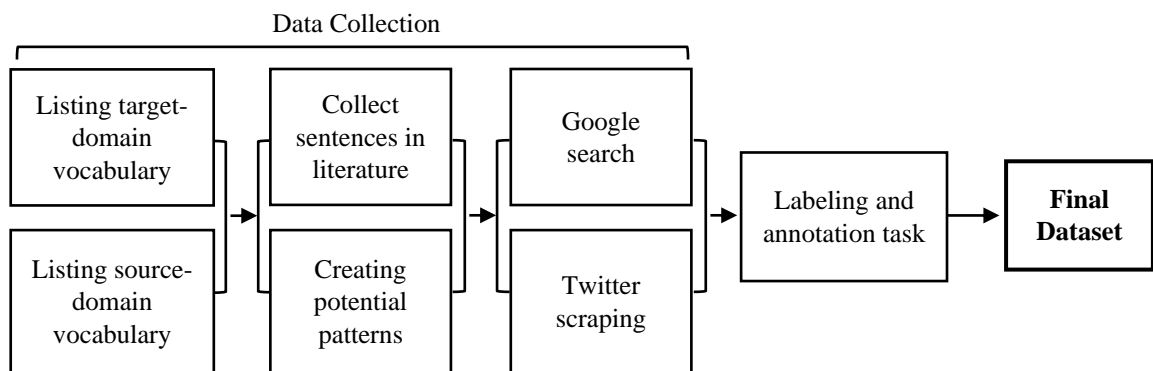 Data Collection
Listing target-
domain
vocabulary
Collect
sentences in
literature
Google
search
Listing source-
domain
vocabulary
Creating
potential
patterns
Twitter
scraping
Labeling and
annotation task
Final
Dataset